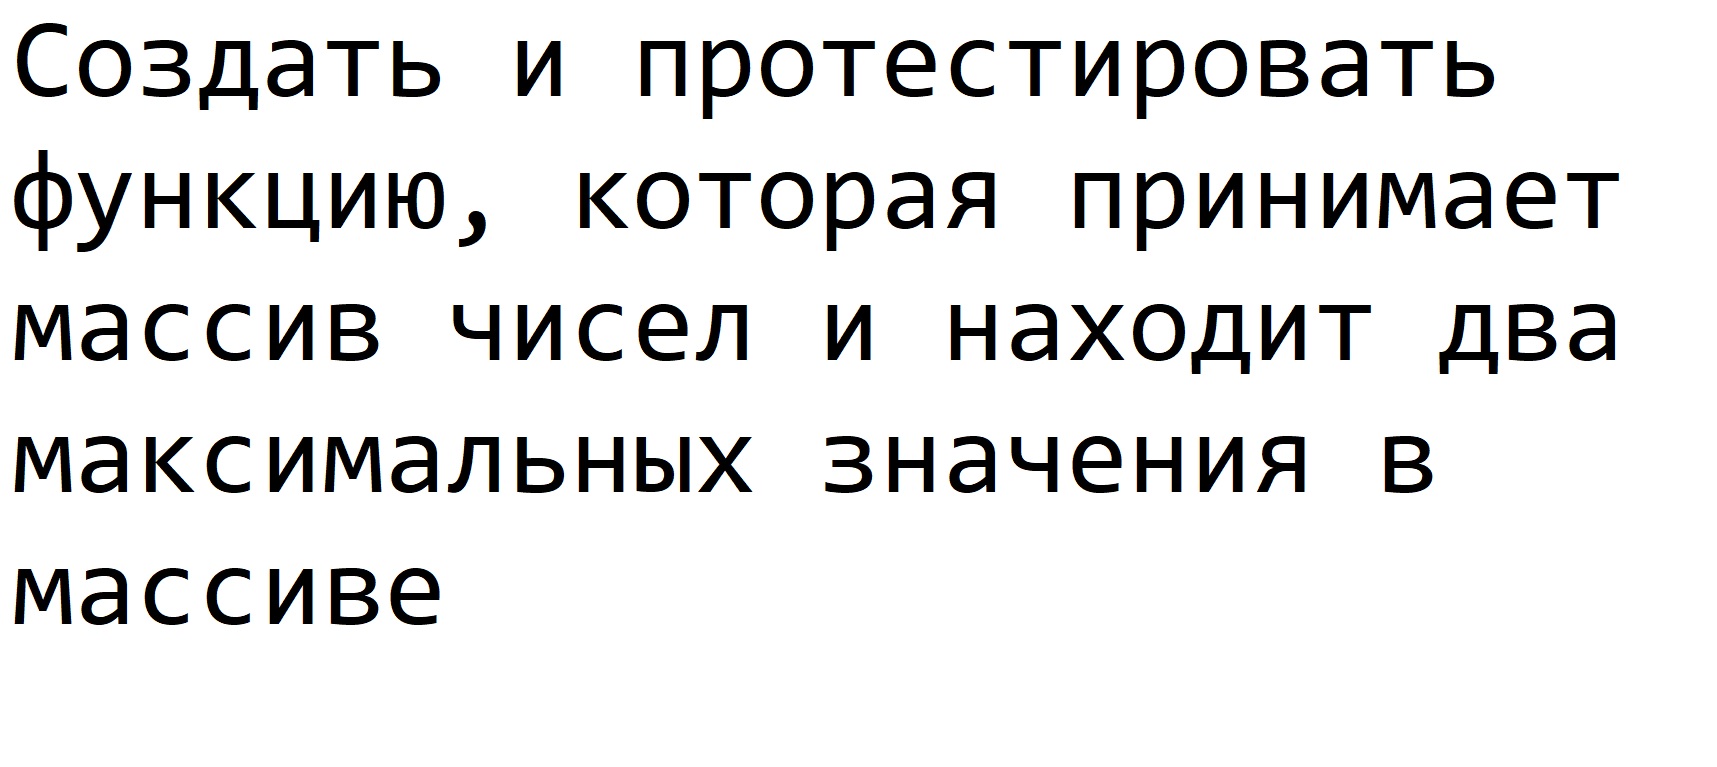 Создать и протестировать
функцию, которая принимает
массив чисел и находит два
максимальных значения в
массиве